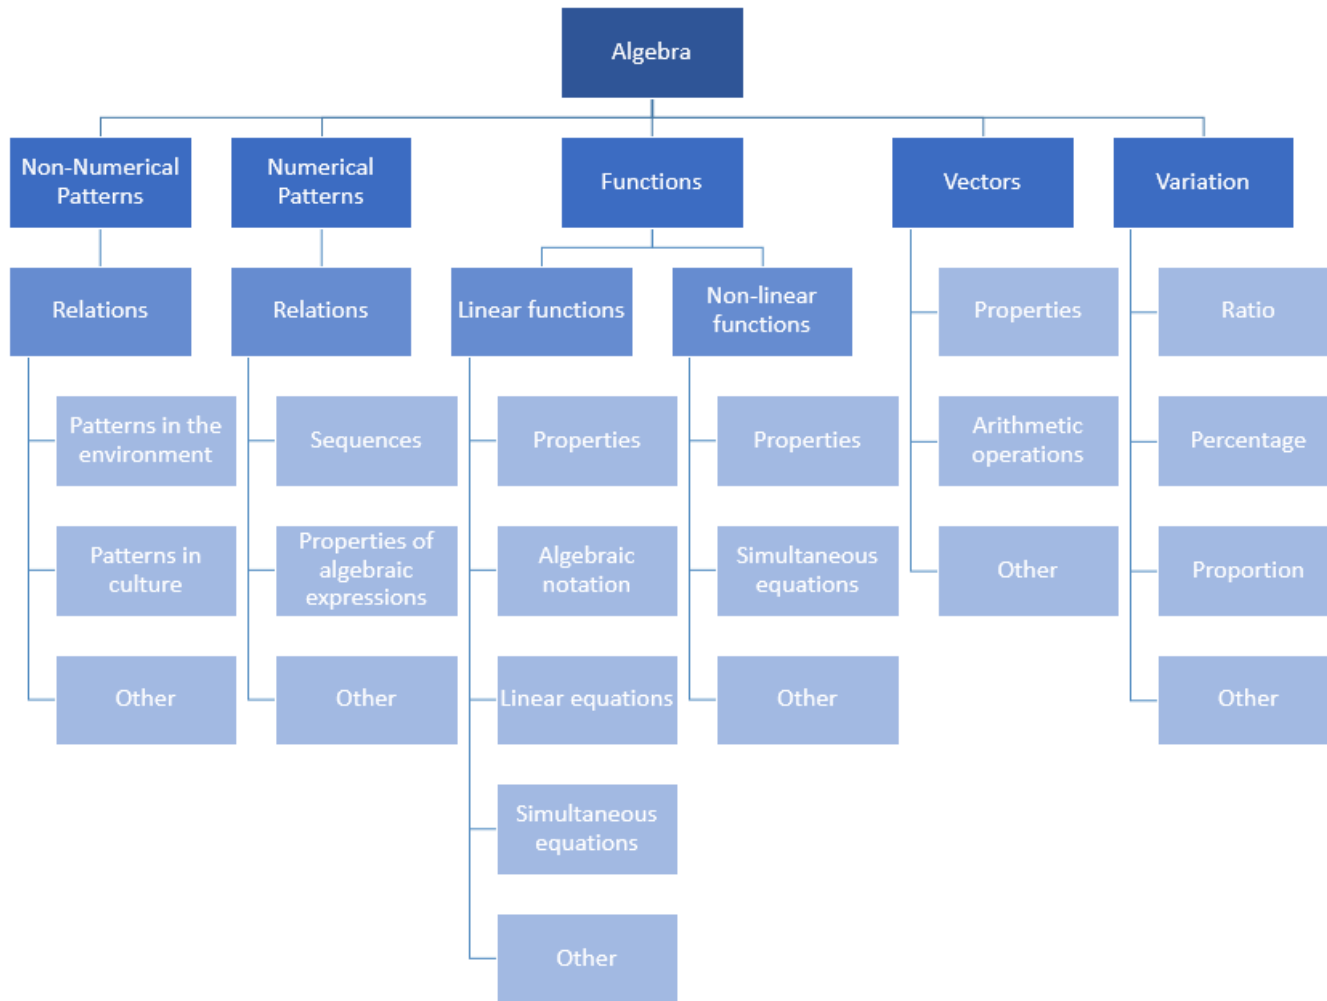 Algebra
Non-Numerical
Patterns
Numerical
Patterns
Functions
Vectors
Variation
Relations
Relations
Linear functions
Non-linear
functions
Properties
Ratio
Patterns in the
environment
Sequences
Properties
Properties
Arithmetic
operations
Percentage
Patterns in
culture
Properties of
algebraic
expressions
Algebraic
notation
Simultaneous
equations
Other
Proportion
Other
Other
Linear equations
Other
Other
Simultaneous
equations
Other